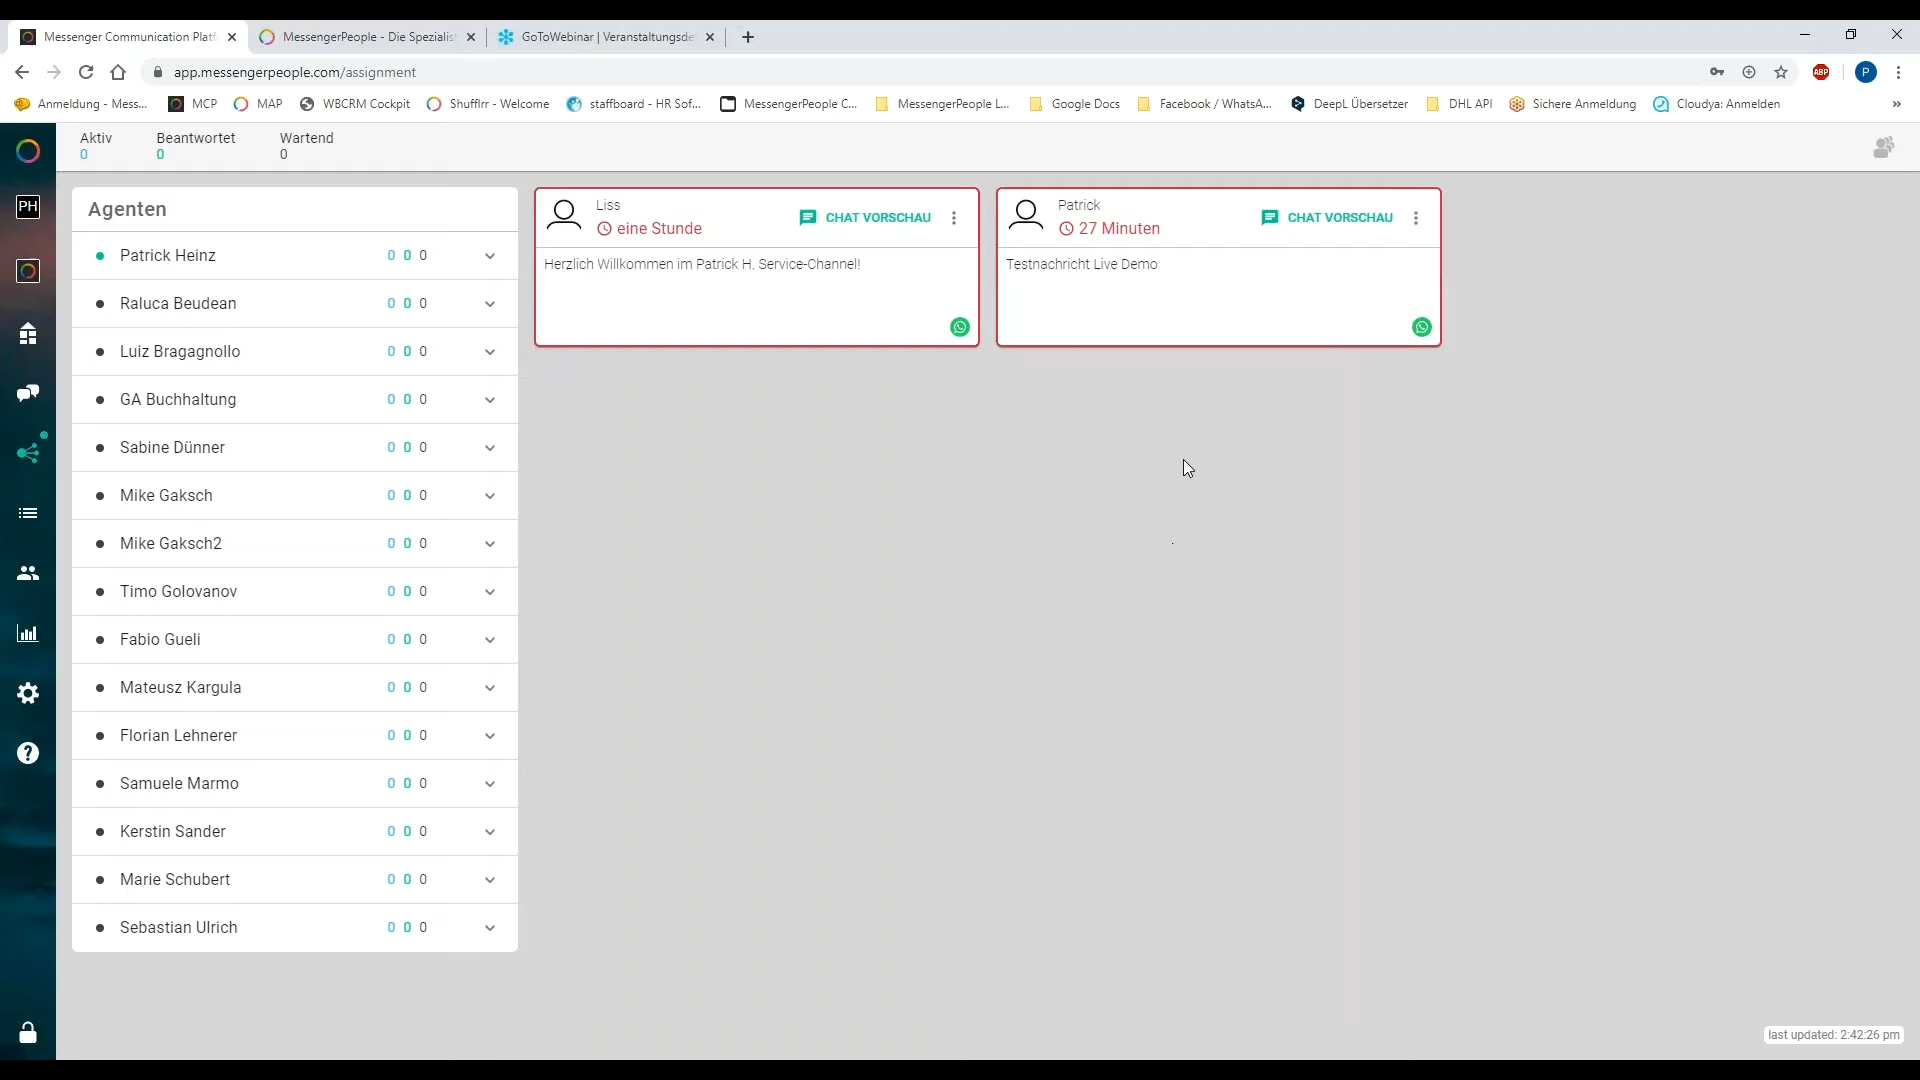 Messenger Communication Platf
MessengerPeople - Die Spezialist
GoToWebinar | Veranstaltungsde
app.messengerpeople.com/assignment
ABP
P
Anmeldung - Mess...
MCP
MAP
WBCRM Cockpit
Shufflrr - Welcome
staffboard - HR Sof...
MessengerPeople C...
MessengerPeople L...
Google Docs
Facebook / WhatsA...
DeepL Übersetzer
DHL API
Sichere Anmeldung
Cloudya: Anmelden
»
Aktiv
0
Beantwortet
0
Wartend
0
PH
Agenten
Patrick Heinz 0 0 0
Raluca Beudean 0 0 0
Luiz Bragagnollo 0 0 0
GA Buchhaltung 0 0 0
Sabine Dünner 0 0 0
Mike Gaksch 0 0 0
Mike Gaksch2 0 0 0
Timo Golovanov 0 0 0
Fabio Gueli 0 0 0
Mateusz Kargula 0 0 0
Florian Lehnerer 0 0 0
Samuele Marmo 0 0 0
Kerstin Sander 0 0 0
Marie Schubert 0 0 0
Sebastian Ulrich 0 0 0
Liss
eine Stunde
CHAT VORSCHAU
Herzlich Willkommen im Patrick H. Service-Channel!
Patrick
27 Minuten
CHAT VORSCHAU
Testnachricht Live Demo
last updated: 2:42:26 pm